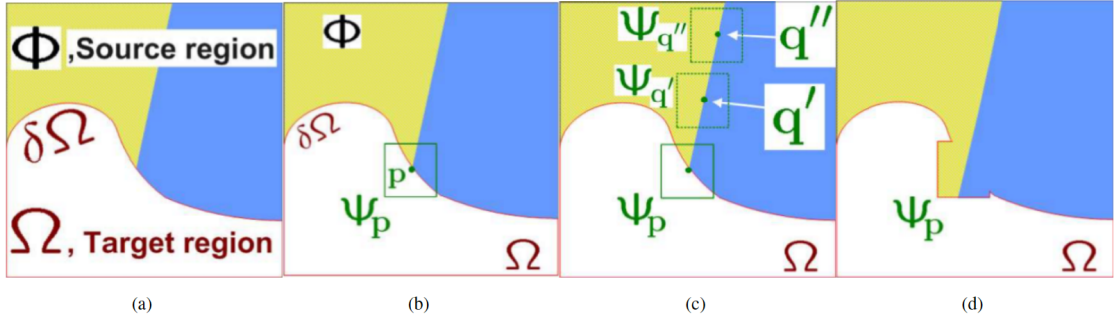 Φ ,Source region
δΩ
Ω, Target region
Φ
δΩ
p
Ψp
Ω
Ψq′′
q′′
Ψq′
q′
Ψp
Ω
Ψp
Ω
(a)
(b)
(c)
(d)